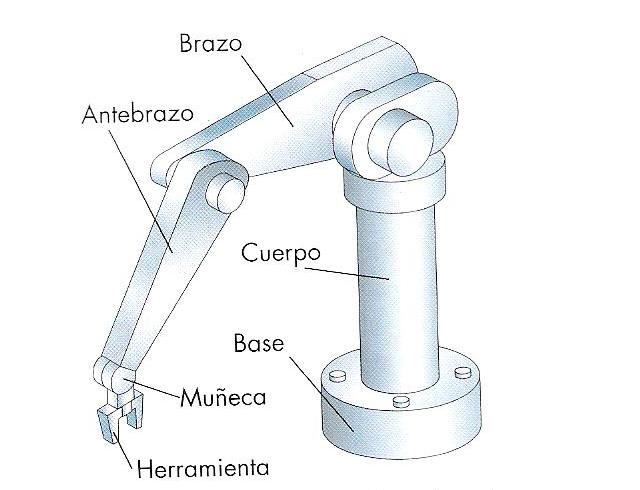 Brazo
Antebrazo
Cuerpo
Base
Muñeca
Herramienta